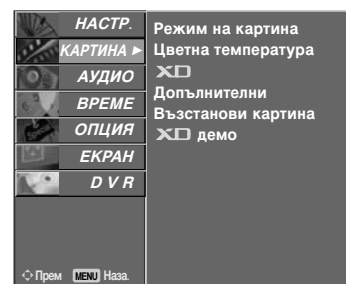 НАСТР.
КАРТИНА ►
АУДИО
ВРЕМЕ
ОПЦИЯ
ЕКРАН
D V R
Режим на картина
Цветна температура
XD
Допълнителни
Възстанови картина
XD демо
Прем MENU Наза.